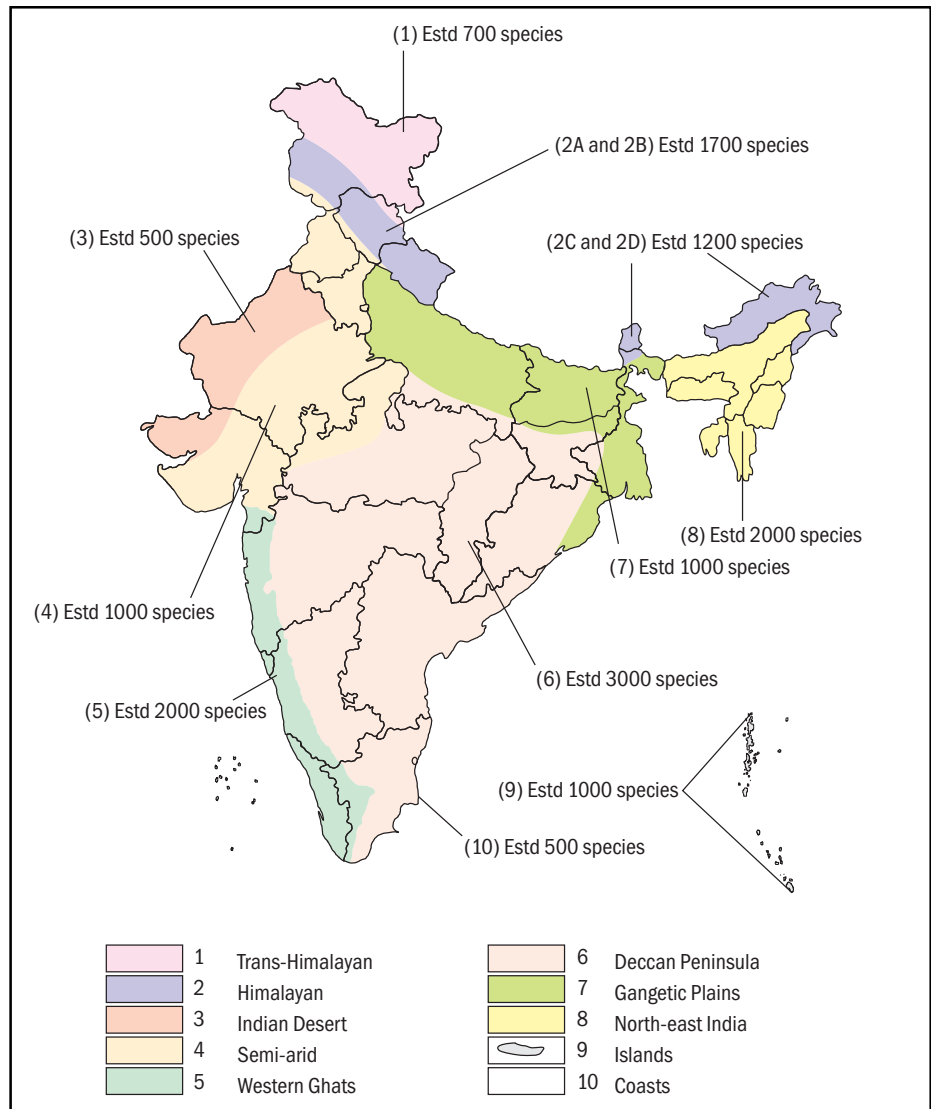 (1) Estd 700 species
(2A and 2B) Estd 1700 species
(3) Estd 500 species
(2C and 2D) Estd 1200 species
(8) Estd 2000 species
(7) Estd 1000 species
(4) Estd 1000 species
(6) Estd 3000 species
(5) Estd 2000 species
(9) Estd 1000 species
(10) Estd 500 species
1 Trans-Himalayan
2 Himalayan
3 Indian Desert
4 Semi-arid
5 Western Ghats
6 Deccan Peninsula
7 Gangetic Plains
8 North-east India
9 Islands
10 Coasts